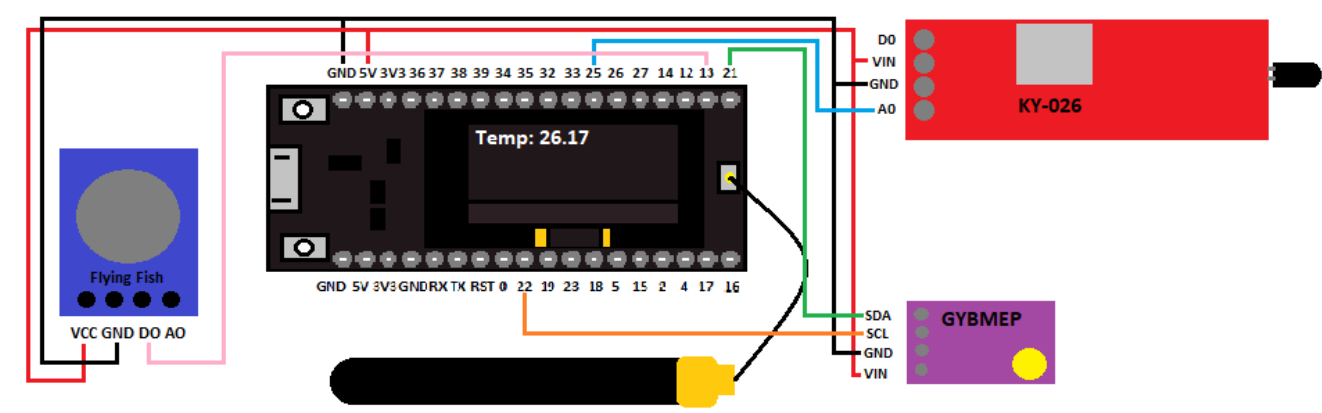 D0
VIN
GND
A0
KY-026
GND 5V 3V3 36 37 38 39 34 35 32 33 25 26 27 14 12 13 21
Temp: 26.17
Flying Fish
VCC GND DO AO
GND 5V 3V3 GND RX TX RST 0 22 19 23 18 5 15 2 4 17 16
SDA
SCL
GND
VIN
GYBMEP